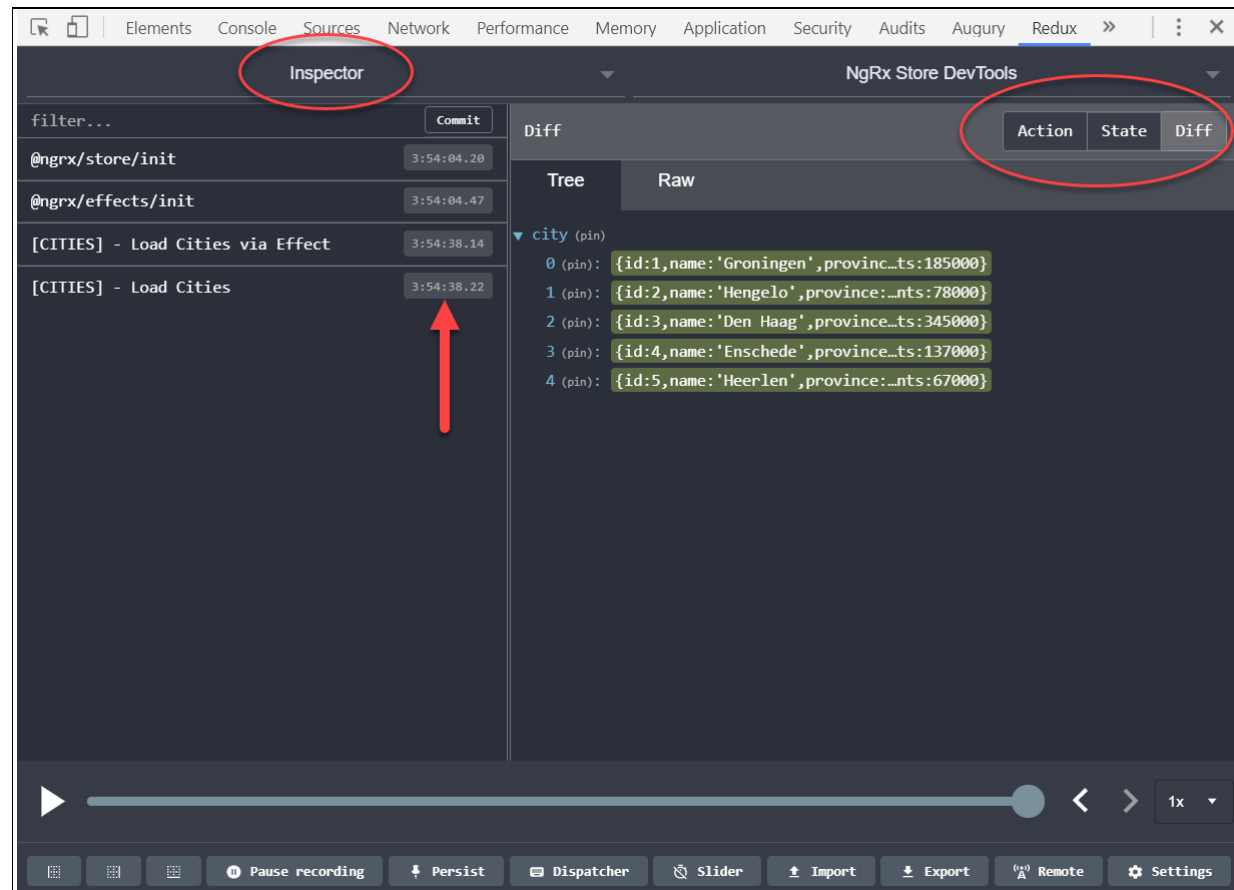 Elements Console Sources Network Performance Memory Application Security Audits Augury Redux »
Inspector
NgRx Store DevTools
filter...
Commit
@ngrx/store/init 3:54:04.20
@ngrx/effects/init 3:54:04.47
[CITIES] - Load Cities via Effect 3:54:38.14
[CITIES] - Load Cities 3:54:38.22
Diff
Action State Diff
Tree Raw
city (pin)
0 (pin): {id:1,name:'Groningen',provinc…ts:185000}
1 (pin): {id:2,name:'Hengelo',province:…nts:78000}
2 (pin): {id:3,name:'Den Haag',province…ts:345000}
3 (pin): {id:4,name:'Enschede',province…ts:137000}
4 (pin): {id:5,name:'Heerlen',province:…nts:67000}
1x
Pause recording Persist Dispatcher Slider Import Export Remote Settings